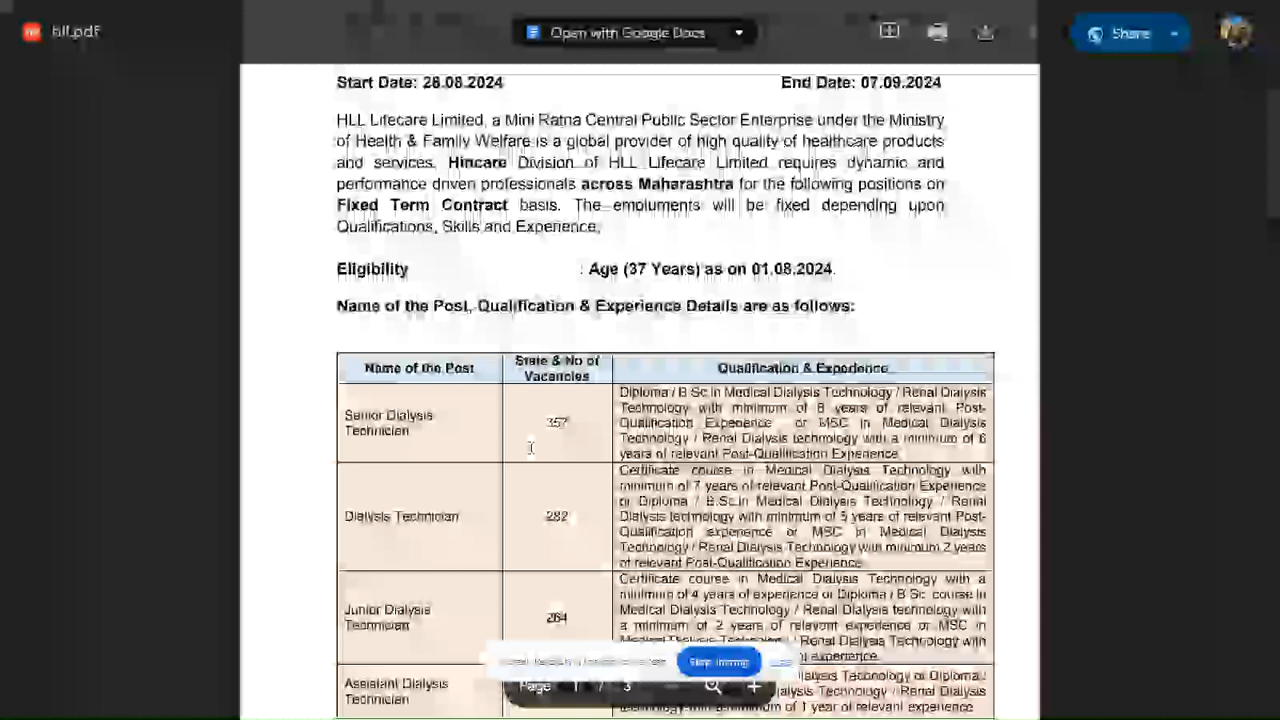 hll.pdf
Open with Google Docs
Share
Start Date: 28.08.2024 End Date: 07.09.2024
HLL Lifecare Limited, a Mini Ratna Central Public Sector Enterprise under the Ministry
of Health & Family Welfare is a global provider of high quality of healthcare products
and services. Hincare Division of HLL Lifecare Limited requires dynamic and
performance driven professionals across Maharashtra for the following positions on
Fixed Term Contract basis. The emoluments will be fixed depending upon
Qualifications, Skills and Experience.
Eligibility : Age (37 Years) as on 01.08.2024.
Name of the Post, Qualification & Experience Details are as follows:
Name of the Post
State & No of
Vacancies
Qualification & Experience
Senior Dialysis
Technician
357
Diploma / B Sc.in Medical Dialysis Technology / Renal Dialysis
Technology with minimum of 8 years of relevant Post-
Qualification Experience or MSC in Medical Dialysis
Technology / Renal Dialysis technology with a minimum of 6
years of relevant Post-Qualification Experience
Dialysis Technician
282
Certificate course in Medical Dialysis Technology with
minimum of 7 years of relevant Post-Qualification Experience
or Diploma / B.Sc.in Medical Dialysis Technology / Renal
Dialysis technology with minimum of 5 years of relevant Post-
Qualification experience or MSC in Medical Dialysis
Technology / Renal Dialysis Technology with minimum 2 years
of relevant Post-Qualification Experience
Junior Dialysis
Technician
264
Certificate course in Medical Dialysis Technology with a
minimum of 4 years of experience or Diploma / B Sc. course in
Medical Dialysis Technology / Renal Dialysis technology with
a minimum of 2 years of relevant experience or MSC in
Medical Dialysis Technology / Renal Dialysis Technology with
experience.
Assistant Dialysis
Technician
Dialysis Technology or Diploma /
Dialysis Technology / Renal Dialysis
of 1 year of relevant experience
Stop sharing
Page 1 / 3